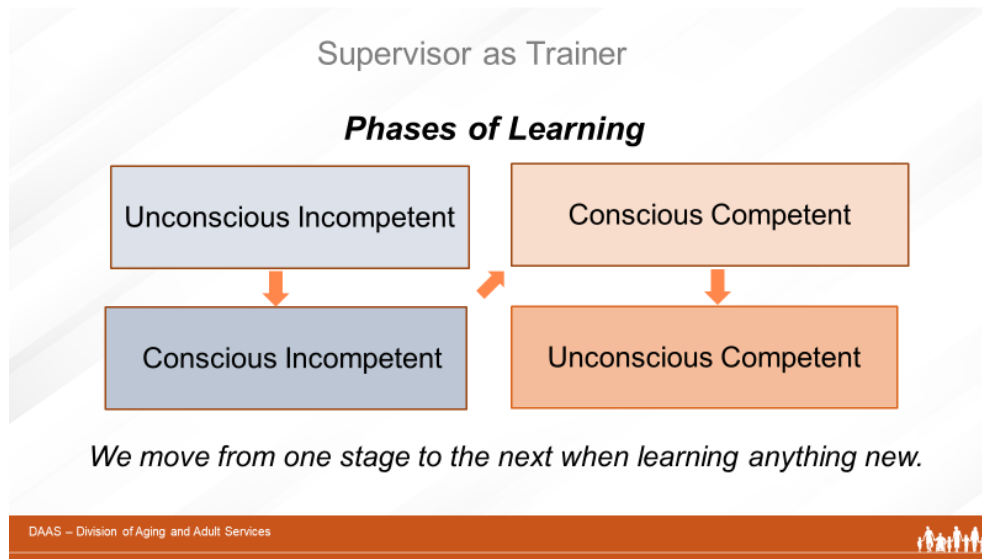 Supervisor as Trainer
Phases of Learning
Unconscious Incompetent
Conscious Incompetent
Conscious Competent
Unconscious Competent
We move from one stage to the next when learning anything new.
DAAS – Division of Aging and Adult Services